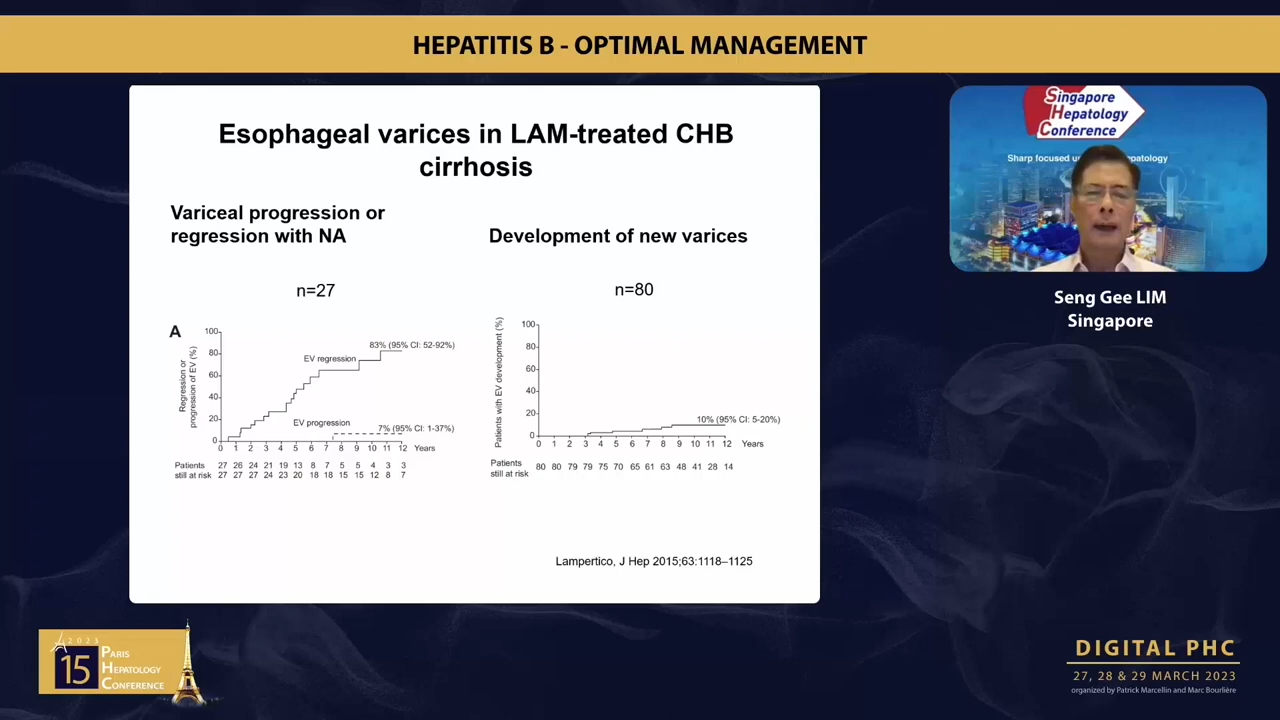 HEPATITIS B - OPTIMAL MANAGEMENT
Esophageal varices in LAM-treated CHB
cirrhosis
Variceal progression or
regression with NA
n=27
A
Regression or
progression of EV (%)
100
80
60
40
20
0
83% (95% CI: 52-92%)
EV regression
EV progression
7% (95% CI: 1-37%)
0 1 2 3 4 5 6 7 8 9 10 11 12 Years
Patients
still at risk
27 26 24 21 19 13 8 7 5 5 4 3 3
27 27 27 24 23 20 18 18 15 15 12 8 7
Development of new varices
n=80
Patients with EV development (%)
100
80
60
40
20
0
10% (95% CI: 5-20%)
0 1 2 3 4 5 6 7 8 9 10 11 12 Years
Patients
still at risk
80 80 79 79 75 70 65 61 63 48 41 28 14
Lampertico, J Hep 2015;63:1118–1125
Singapore
Hepatology
Conference
Sharp focused
Seng Gee LIM
Singapore
2023
15
PARIS
HEPATOLOGY
CONFERENCE
DIGITAL PHC
27, 28 & 29 MARCH 2023
organized by Patrick Marcellin and Marc Bourlière